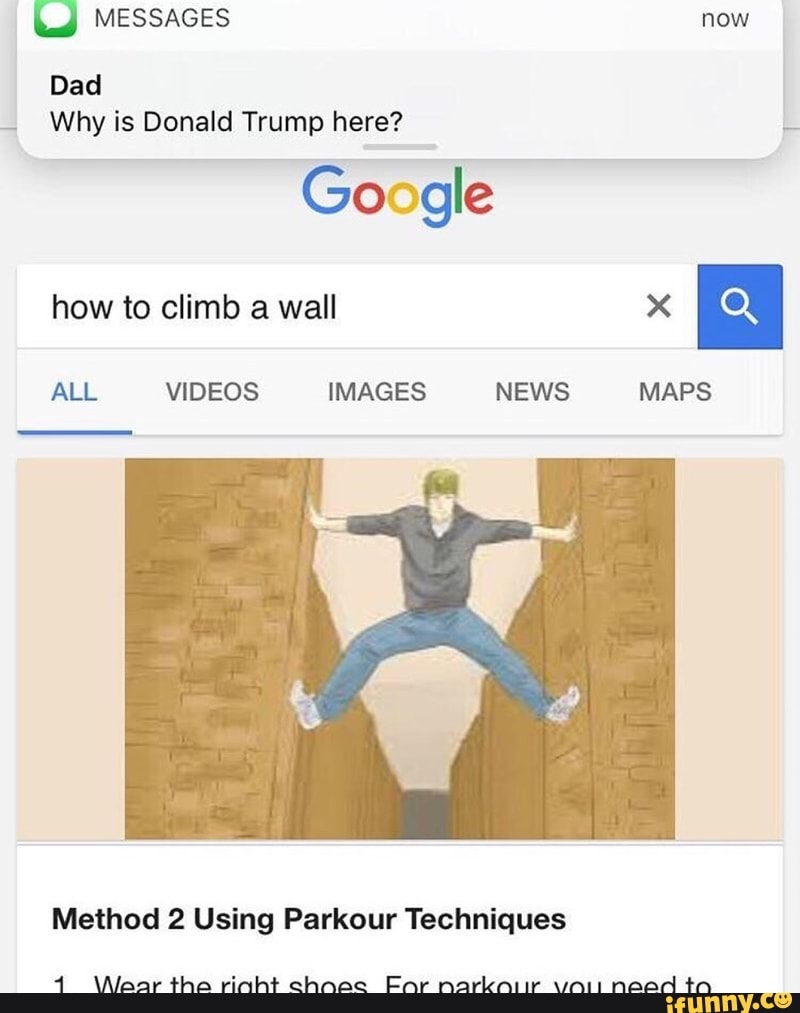 MESSAGES now
Dad
Why is Donald Trump here?
Google
how to climb a wall
ALL VIDEOS IMAGES NEWS MAPS
Method 2 Using Parkour Techniques
1. Wear the right shoes. For parkour, you need to
ifunny.co